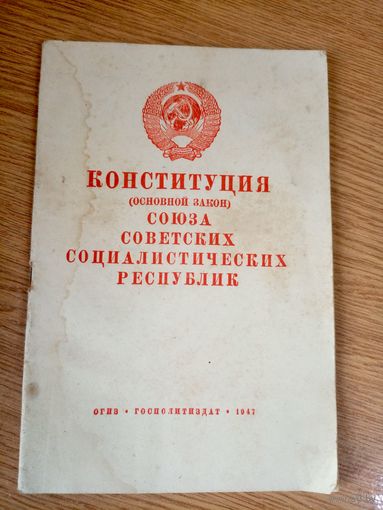 КОНСТИТУЦИЯ
(ОСНОВНОЙ ЗАКОН)
СОЮЗА
СОВЕТСКИХ
СОЦИАЛИСТИЧЕСКИХ
РЕСПУБЛИК
ОГИЗ • ГОСПОЛИТИЗДАТ • 1947